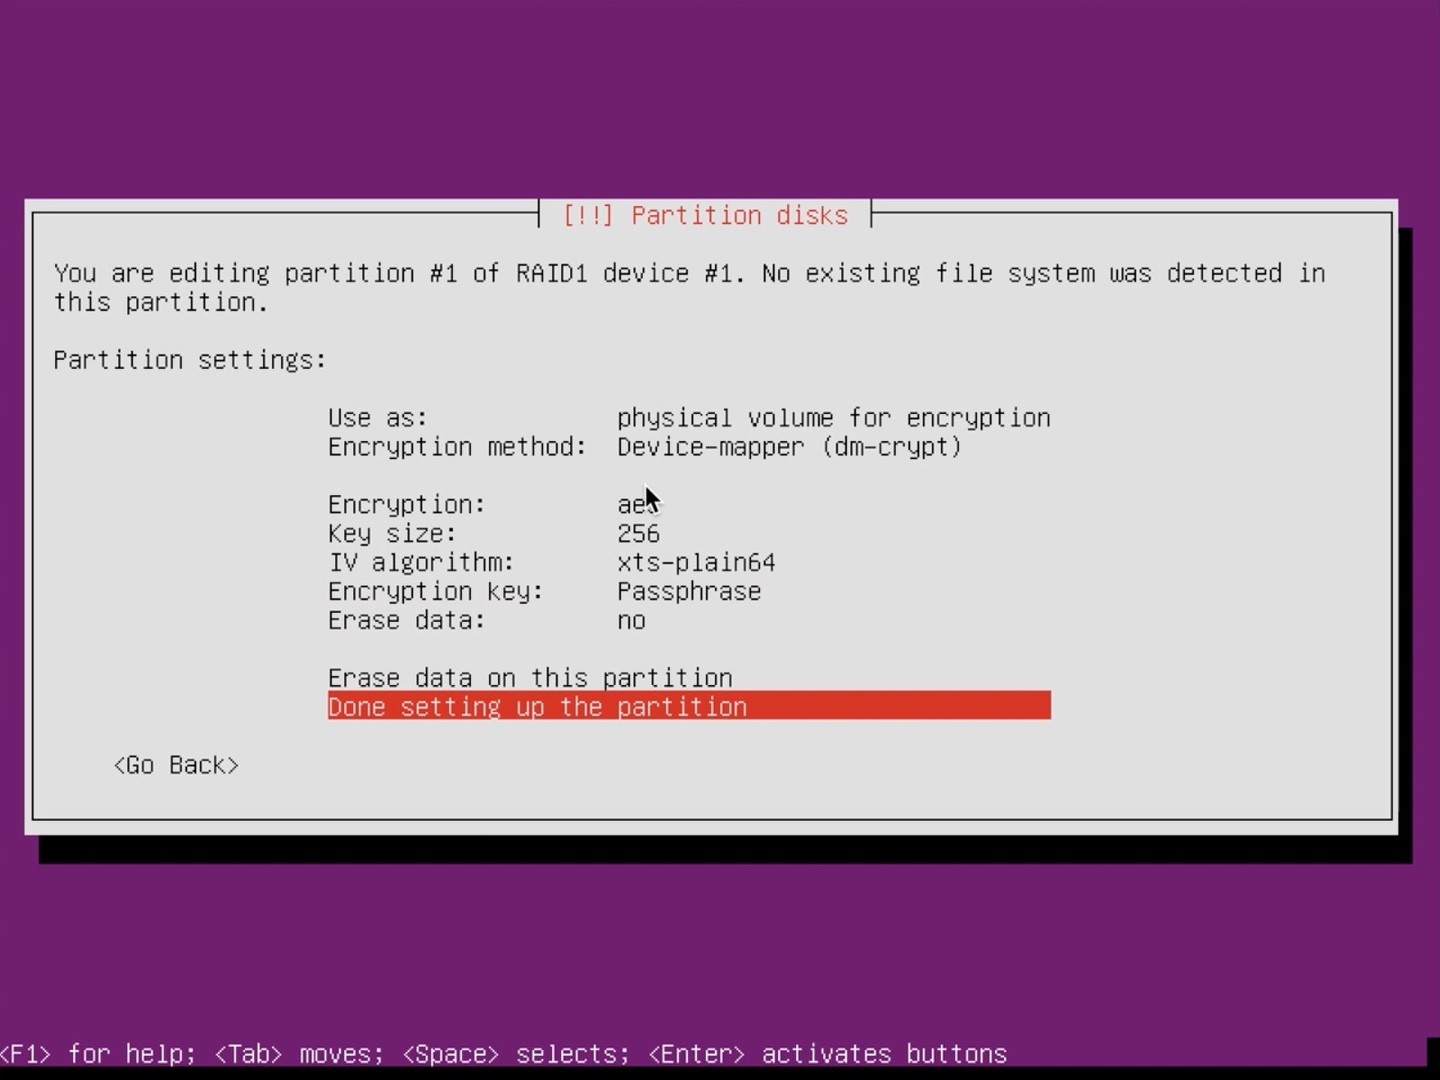 [!!] Partition disks
You are editing partition #1 of RAID1 device #1. No existing file system was detected in
this partition.
Partition settings:
Use as: physical volume for encryption
Encryption method: Device-mapper (dm-crypt)
Encryption: aes
Key size: 256
IV algorithm: xts-plain64
Encryption key: Passphrase
Erase data: no
Erase data on this partition
Done setting up the partition
<Go Back>
<F1> for help; <Tab> moves; <Space> selects; <Enter> activates buttons